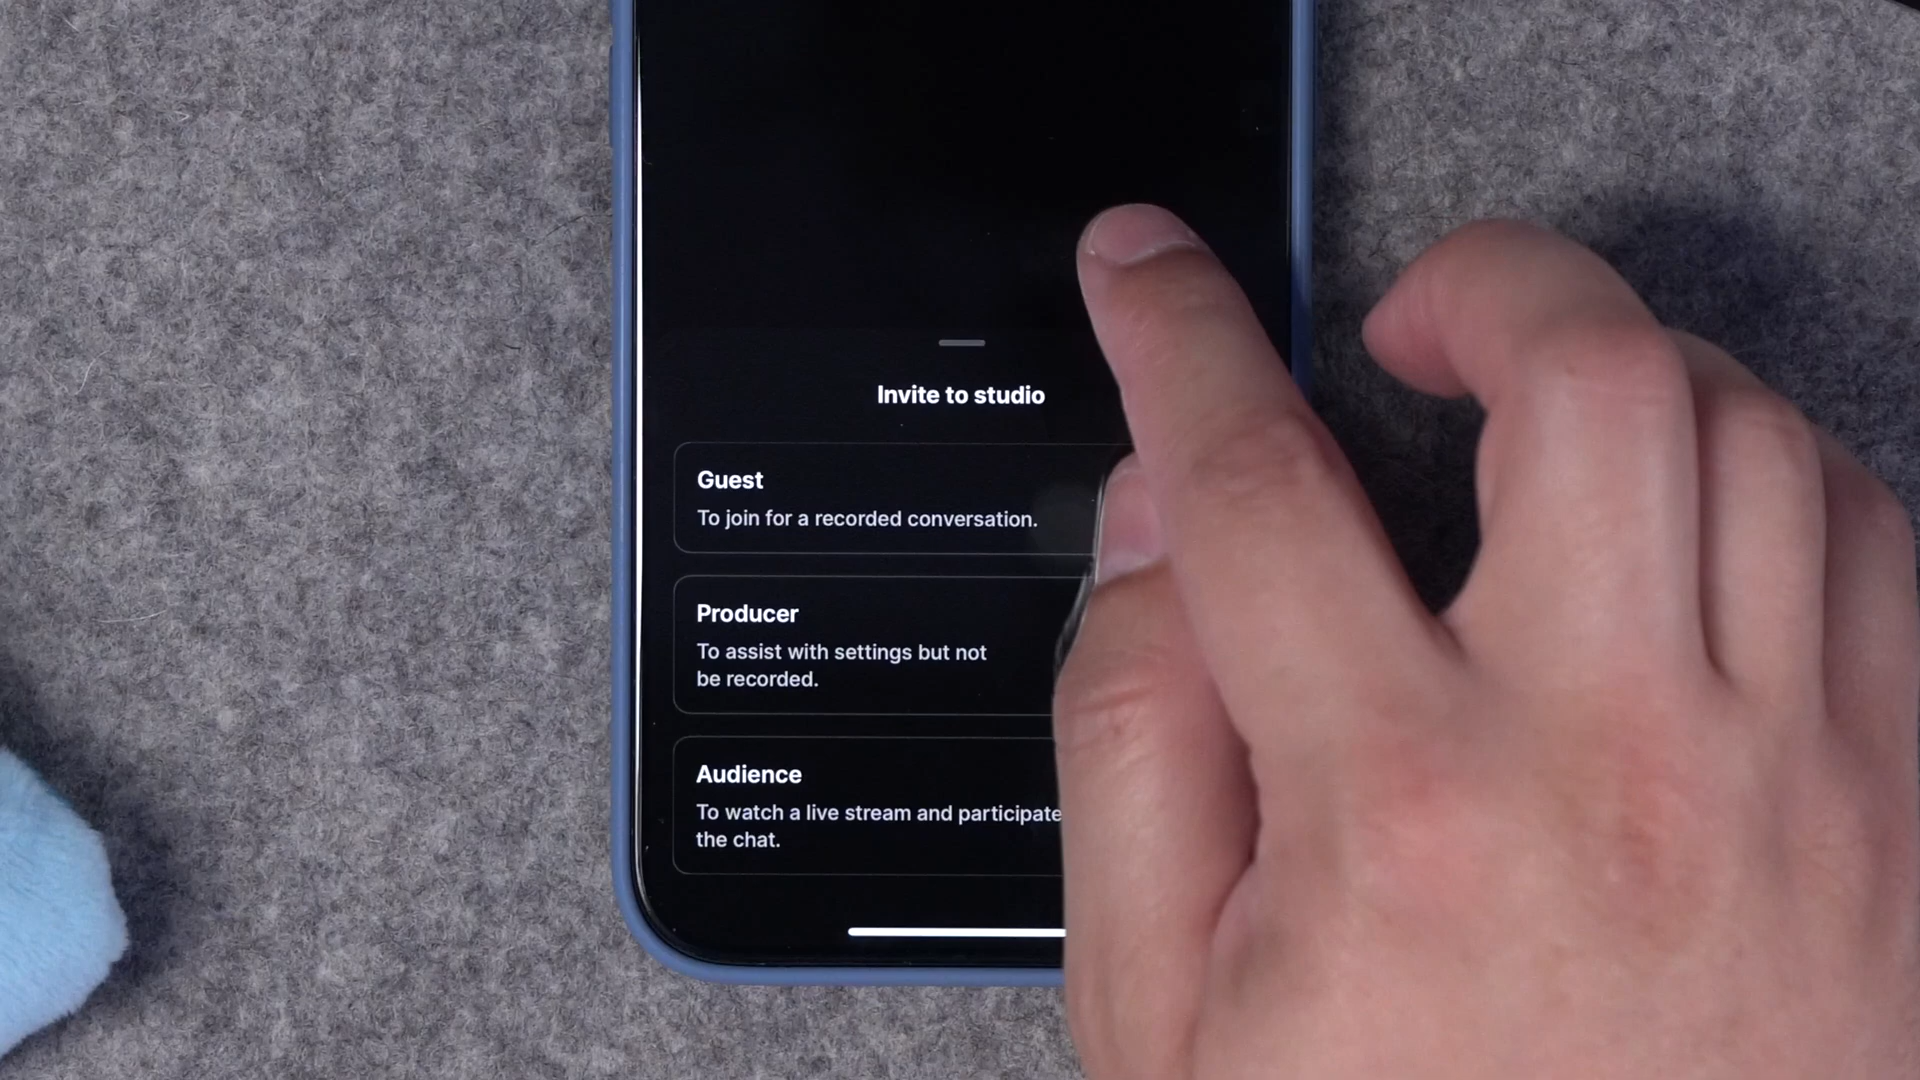 Invite to studio
Guest
To join for a recorded conversation.
Producer
To assist with settings but not
be recorded.
Audience
To watch a live stream and participate
the chat.